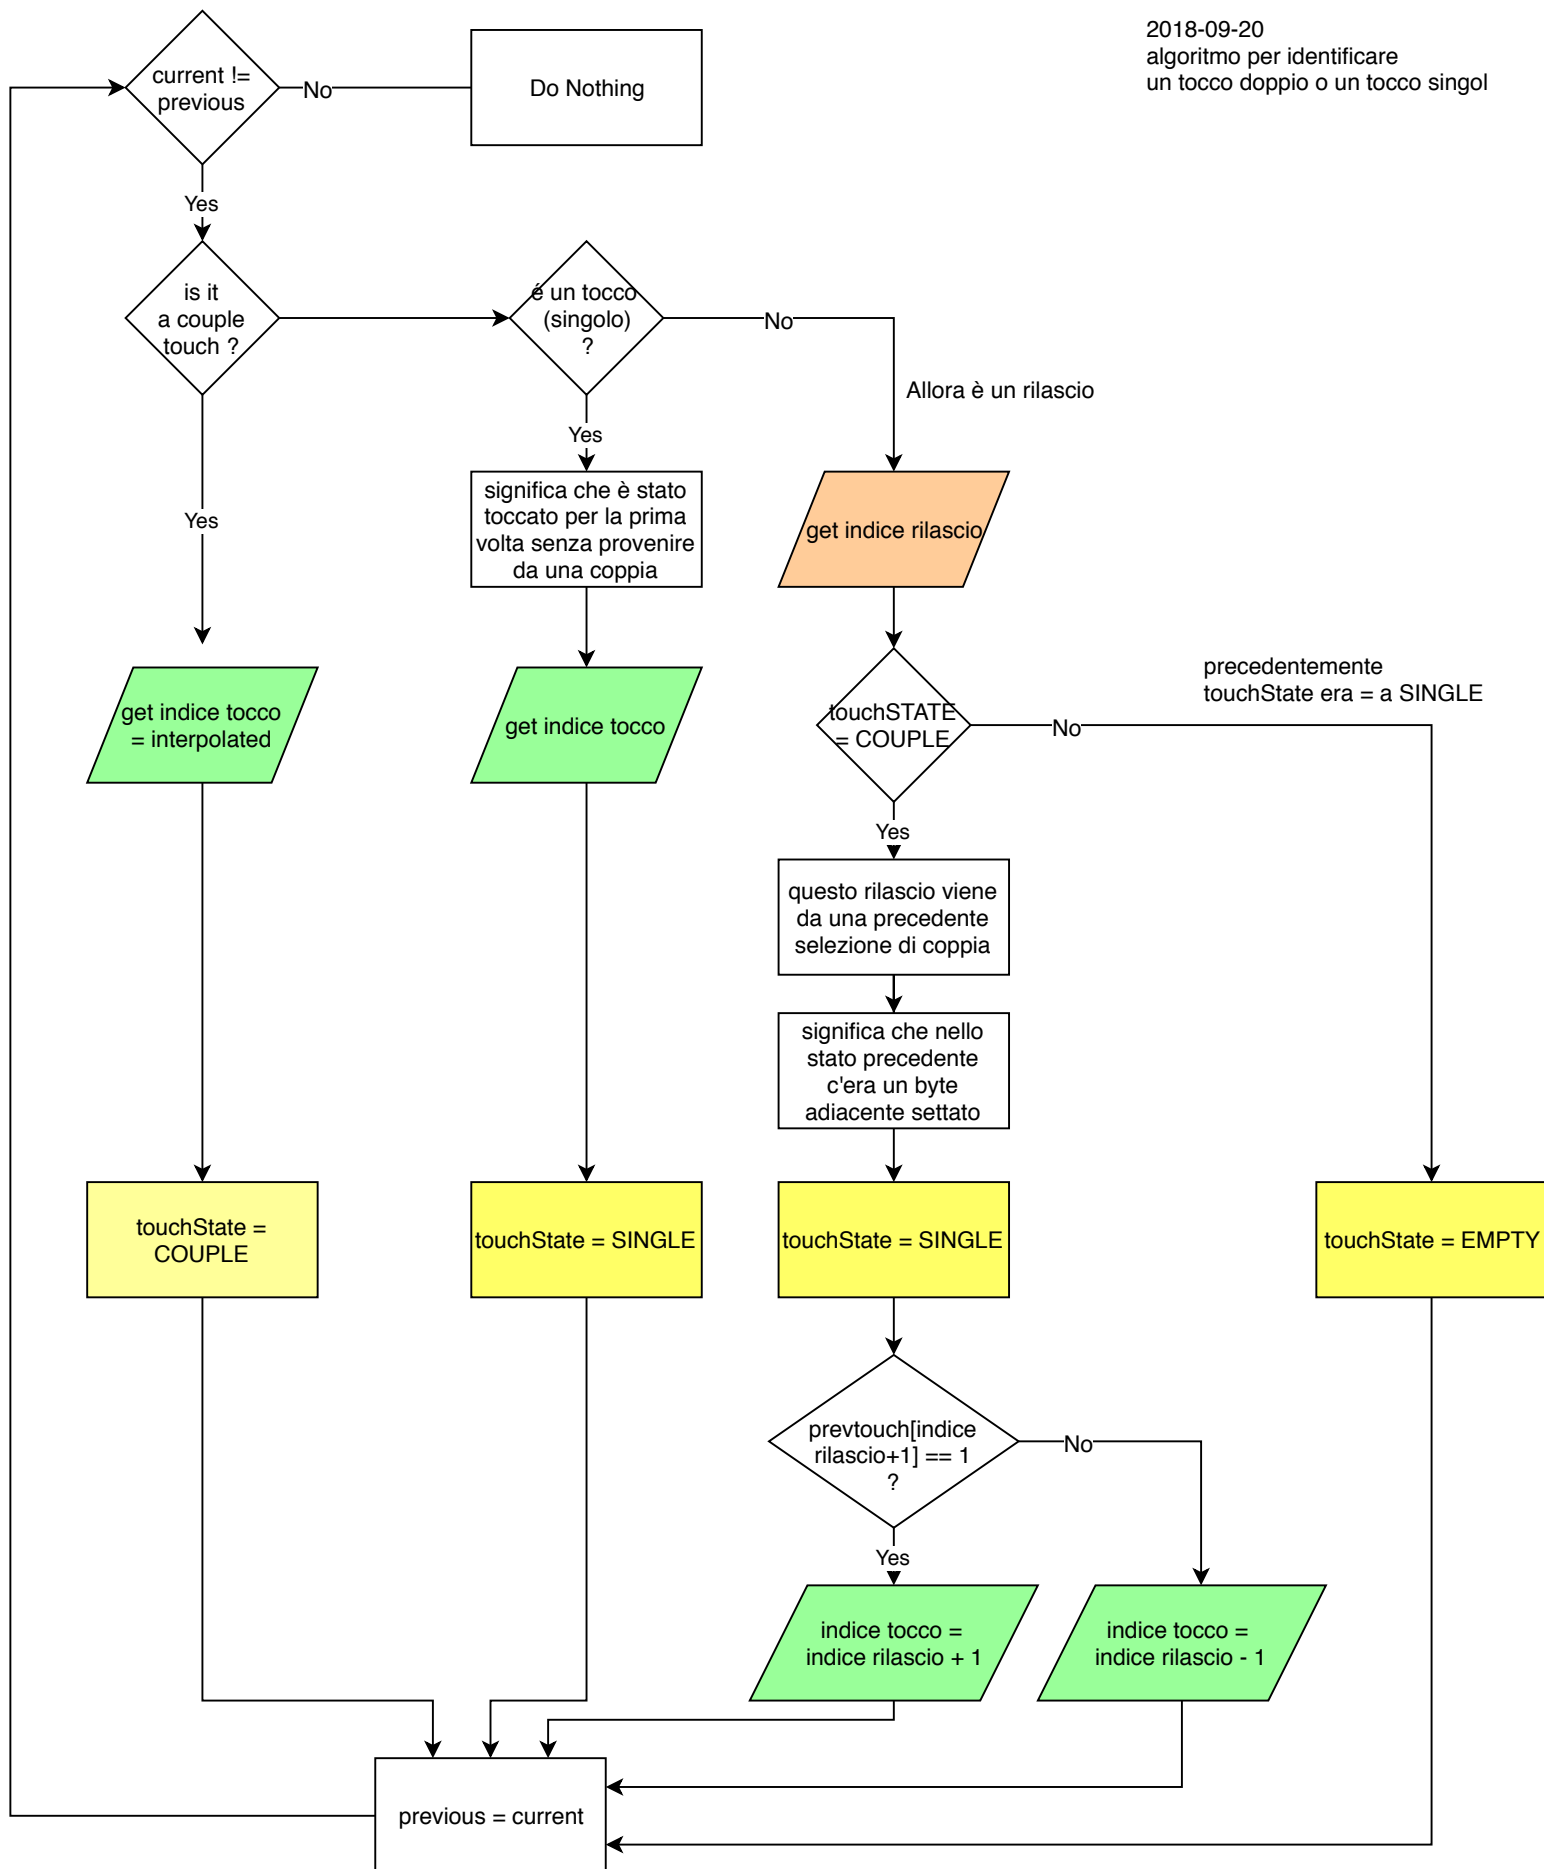 2018-09-20
algoritmo per identificare
un tocco doppio o un tocco singol
current !=
previous
No
Do Nothing
Yes
is it
a couple
touch ?
é un tocco
(singolo)
?
No
Allora è un rilascio
Yes
Yes
significa che è stato
toccato per la prima
volta senza provenire
da una coppia
get indice rilascio
get indice tocco
= interpolated
get indice tocco
touchSTATE
= COUPLE
No
precedentemente
touchState era = a SINGLE
Yes
questo rilascio viene
da una precedente
selezione di coppia
significa che nello
stato precedente
c'era un byte
adiacente settato
touchState =
COUPLE
touchState = SINGLE
touchState = SINGLE
touchState = EMPTY
prevtouch[indice
rilascio+1] == 1
?
No
Yes
indice tocco =
indice rilascio + 1
indice tocco =
indice rilascio - 1
previous = current